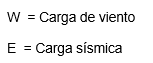 W = Carga de viento
E = Carga sísmica